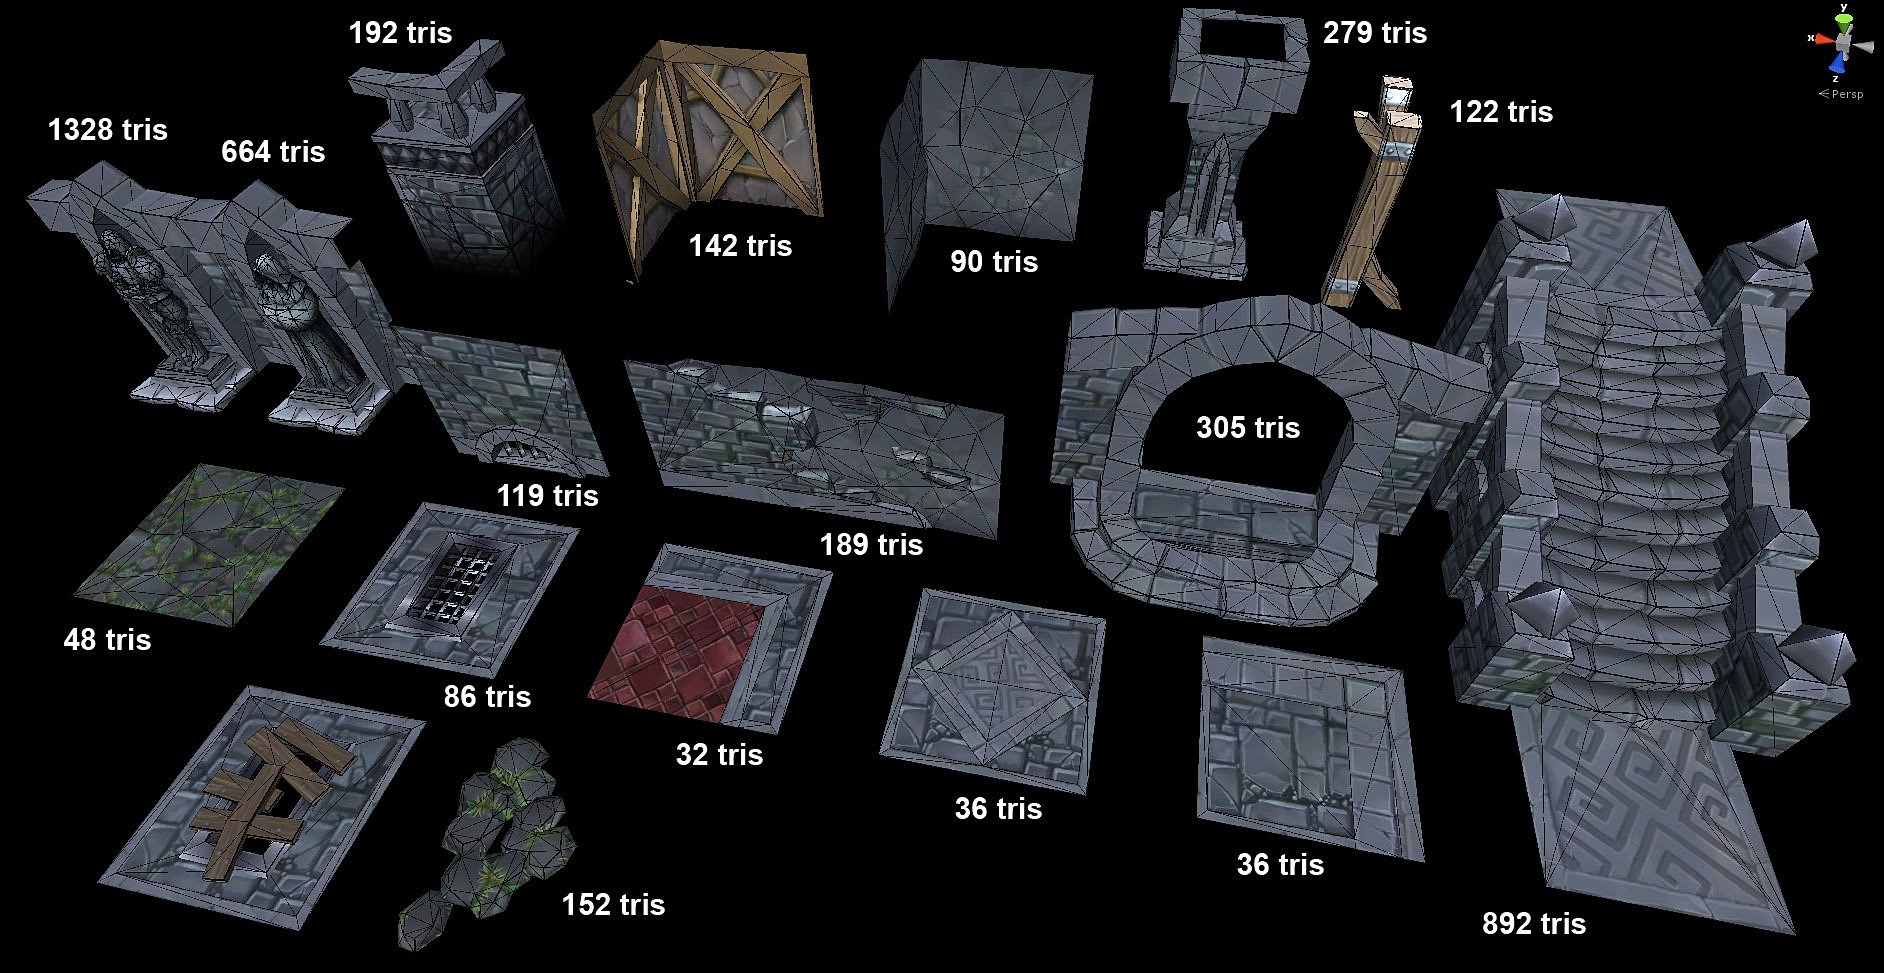 192 tris
279 tris
y
x
z
< Persp
1328 tris
664 tris
122 tris
142 tris
90 tris
305 tris
119 tris
189 tris
48 tris
86 tris
32 tris
36 tris
36 tris
152 tris
892 tris